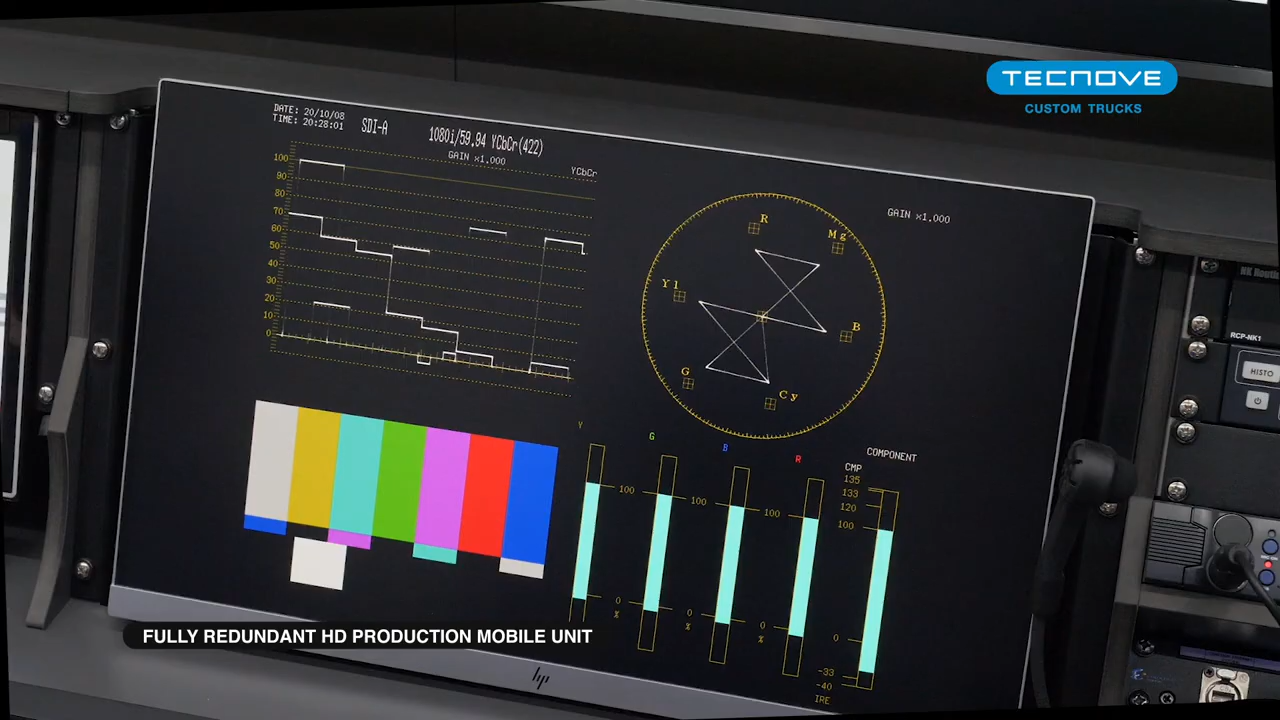 TECNOVE
CUSTOM TRUCKS
DATE: 20/10/08
TIME: 20:28:01
SDI-A
1080i/59.94 YCbCr(422)
GAIN x1.000
YCbCr
100
90
80
70
60
50
40
30
20
10
0
GAIN x1.000
R
Mg
Yl
B
G
Cy
HISTO
RCP-NK1
Y
G
B
R
COMPONENT
CMP
135
133
120
100
0
-33
-40
IRE
100
100
100
0
%
0
%
0
%
FULLY REDUNDANT HD PRODUCTION MOBILE UNIT
hp